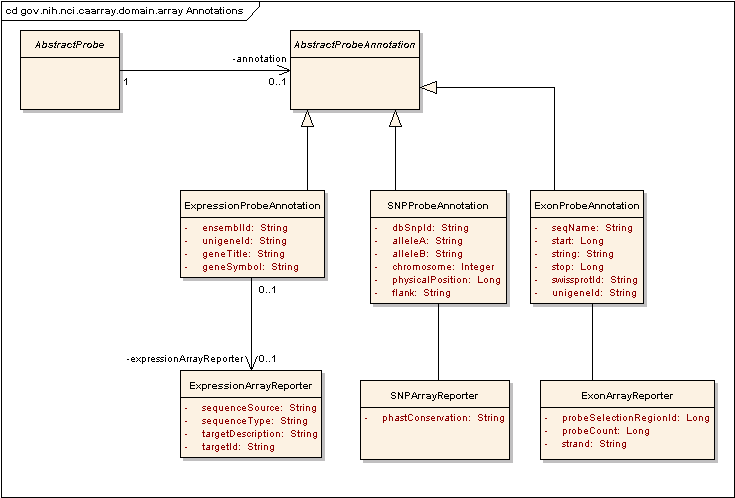 cd gov.nih.nci.caarray.domain.array Annotations
AbstractProbe
AbstractProbeAnnotation
-annotation
1
0..1
ExpressionProbeAnnotation
- ensemblId: String
- unigeneId: String
- geneTitle: String
- geneSymbol: String
SNPProbeAnnotation
- dbSnpId: String
- alleleA: String
- alleleB: String
- chromosome: Integer
- physicalPosition: Long
- flank: String
ExonProbeAnnotation
- seqName: String
- start: Long
- string: String
- stop: Long
- swissprotId: String
- unigeneId: String
0..1
-expressionArrayReporter
0..1
ExpressionArrayReporter
- sequenceSource: String
- sequenceType: String
- targetDescription: String
- targetId: String
SNPArrayReporter
- phastConservation: String
ExonArrayReporter
- probeSelectionRegionId: Long
- probeCount: Long
- strand: String